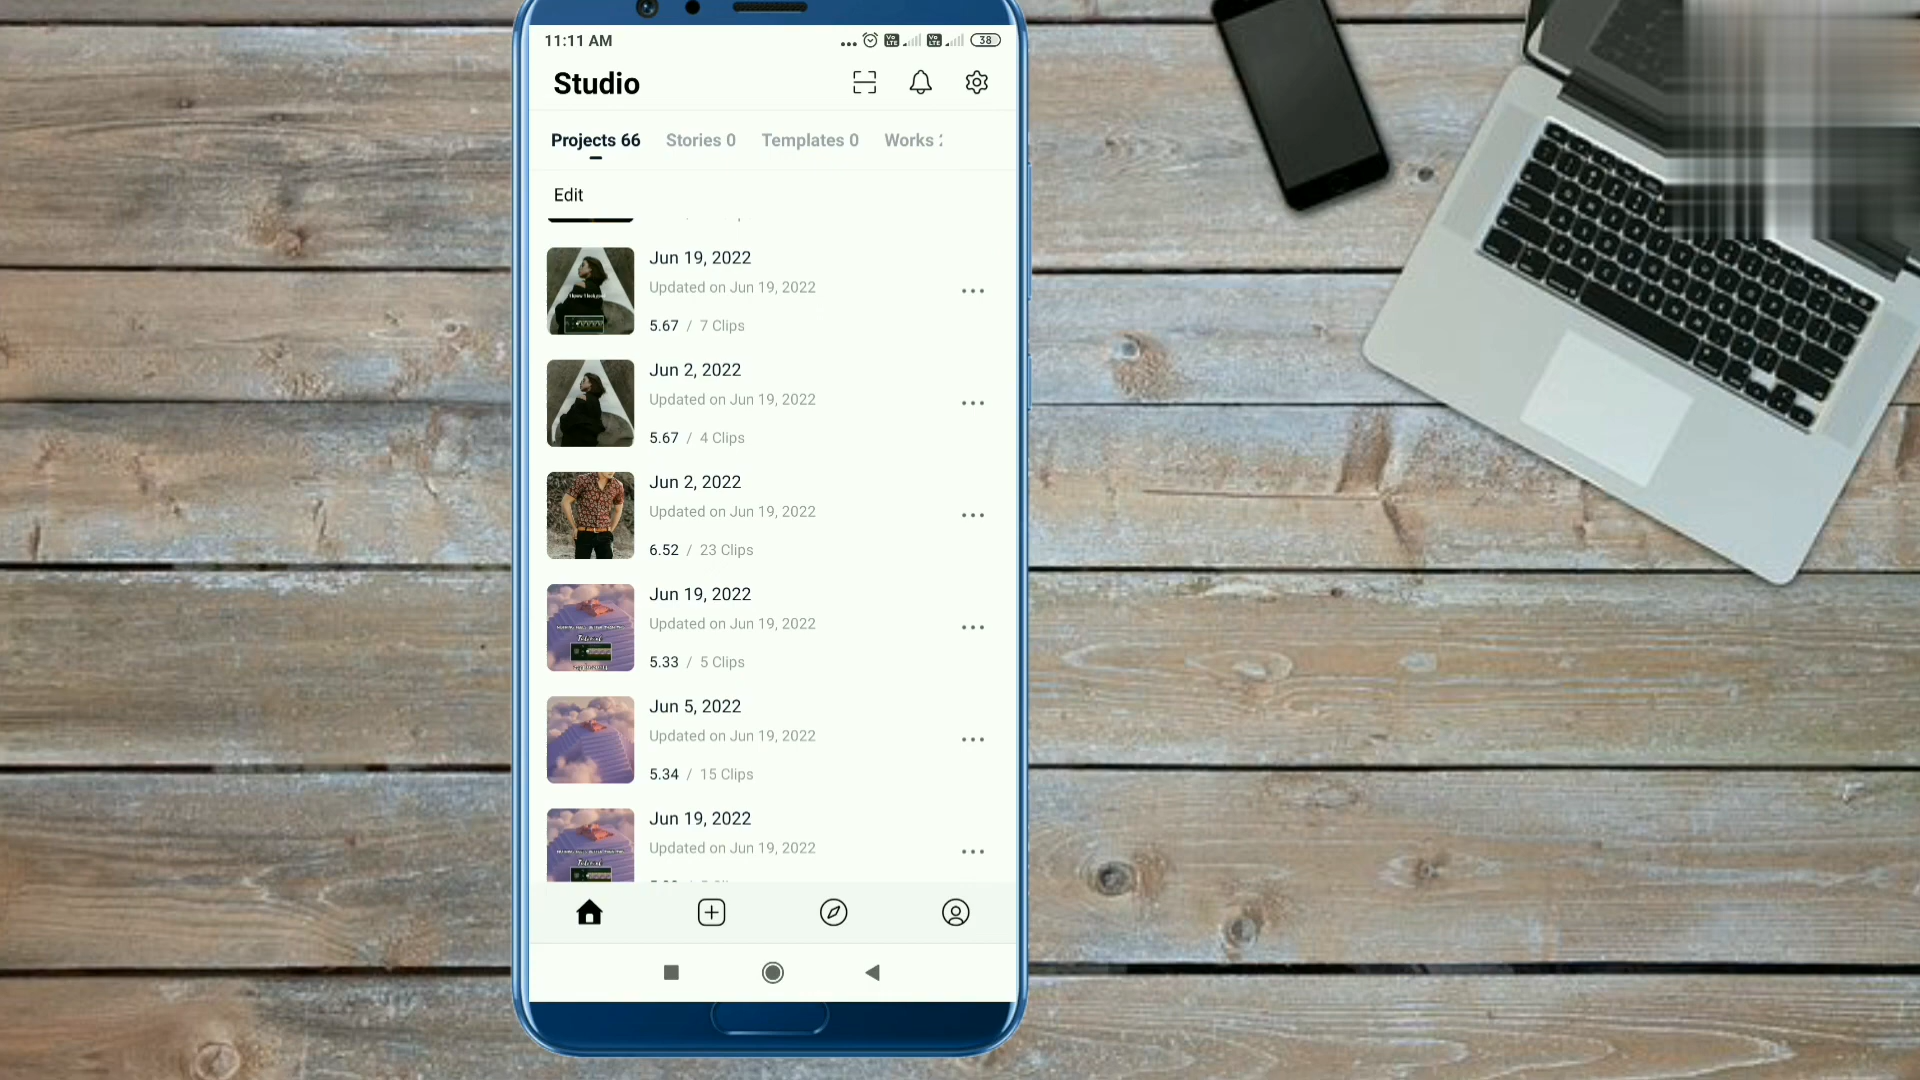 11:11 AM
38
Studio
Projects 66
Stories 0
Templates 0
Works
Edit
Jun 19, 2022
Updated on Jun 19, 2022
5.67 / 7 Clips
Jun 2, 2022
Updated on Jun 19, 2022
5.67 / 4 Clips
Jun 2, 2022
Updated on Jun 19, 2022
6.52 / 23 Clips
Jun 19, 2022
Updated on Jun 19, 2022
5.33 / 5 Clips
Jun 5, 2022
Updated on Jun 19, 2022
5.34 / 15 Clips
Jun 19, 2022
Updated on Jun 19, 2022